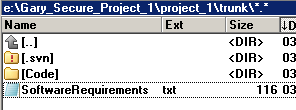 e:\Gary_Secure_Project_1\project_1\trunk\*.*
Name Ext Size ↓D
[..] <DIR> 03
[.svn] <DIR> 03
[Code] <DIR> 03
SoftwareRequirements txt 116 03